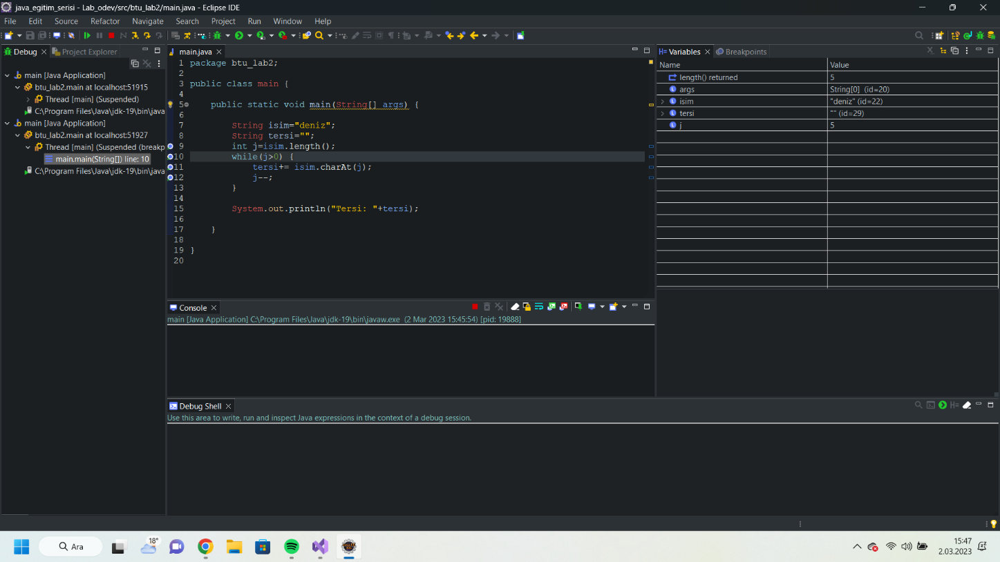 java_egitim_serisi - Lab_odev/src/btu_lab2/main.java - Eclipse IDE
File Edit Source Refactor Navigate Search Project Run Window Help
Debug Project Explorer
main [Java Application]
btu_lab2.main at localhost:51915
Thread [main] (Suspended)
C:\Program Files\Java\jdk-19\bin\java
main [Java Application]
btu_lab2.main at localhost:51927
Thread [main] (Suspended (breakp
main.main(String[]) line: 10
C:\Program Files\Java\jdk-19\bin\java
main.java
1 package btu_lab2;
2
3 public class main {
4
5 public static void main(String[] args) {
6
7 String isim="deniz";
8 String tersi="";
9 int j=isim.length();
10 while(j>0) {
11 tersi+= isim.charAt(j);
12 j--;
13 }
14
15 System.out.println("Tersi: "+tersi);
16
17 }
18
19 }
20
Variables Breakpoints
Name Value
length() returned 5
args String[0] (id=20)
isim "deniz" (id=22)
tersi "" (id=29)
j 5
Console
main [Java Application] C:\Program Files\Java\jdk-19\bin\javaw.exe (2 Mar 2023 15:45:54) [pid: 19888]
Debug Shell
Use this area to write, run and inspect Java expressions in the context of a debug session.
Ara
18°
15:47
2.03.2023